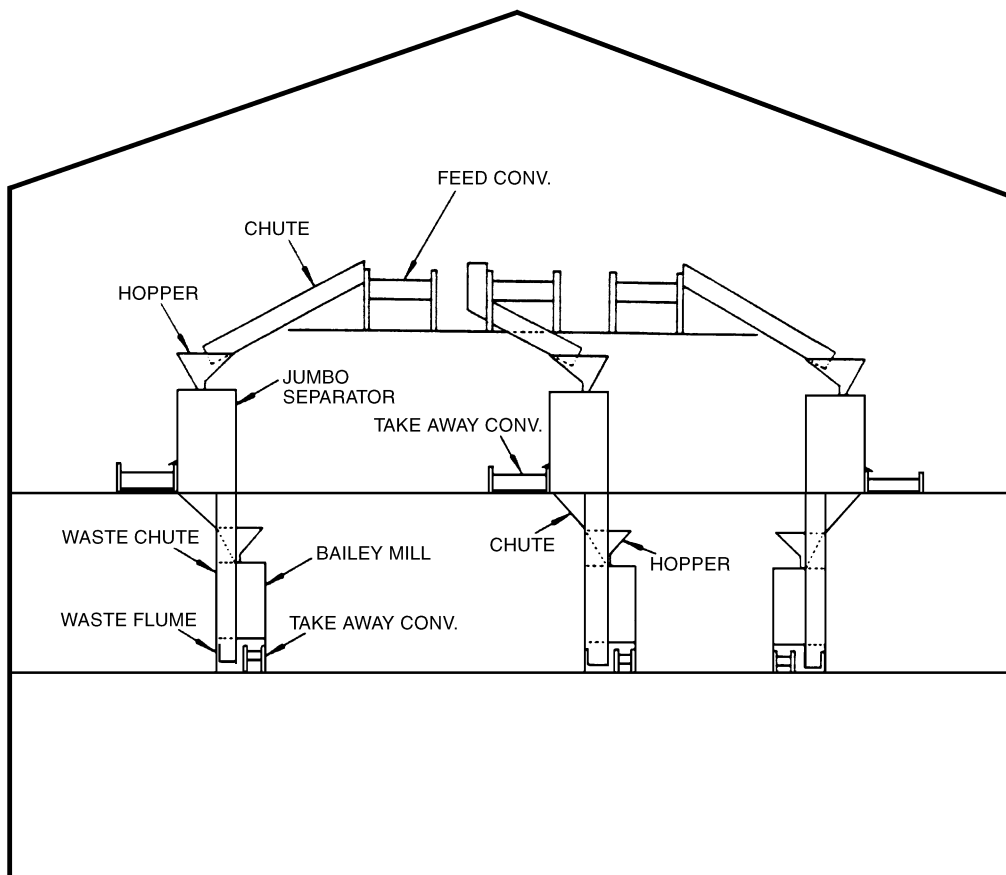 FEED CONV.
CHUTE
HOPPER
JUMBO
SEPARATOR
TAKE AWAY CONV.
WASTE CHUTE
BAILEY MILL
CHUTE
HOPPER
WASTE FLUME
TAKE AWAY CONV.